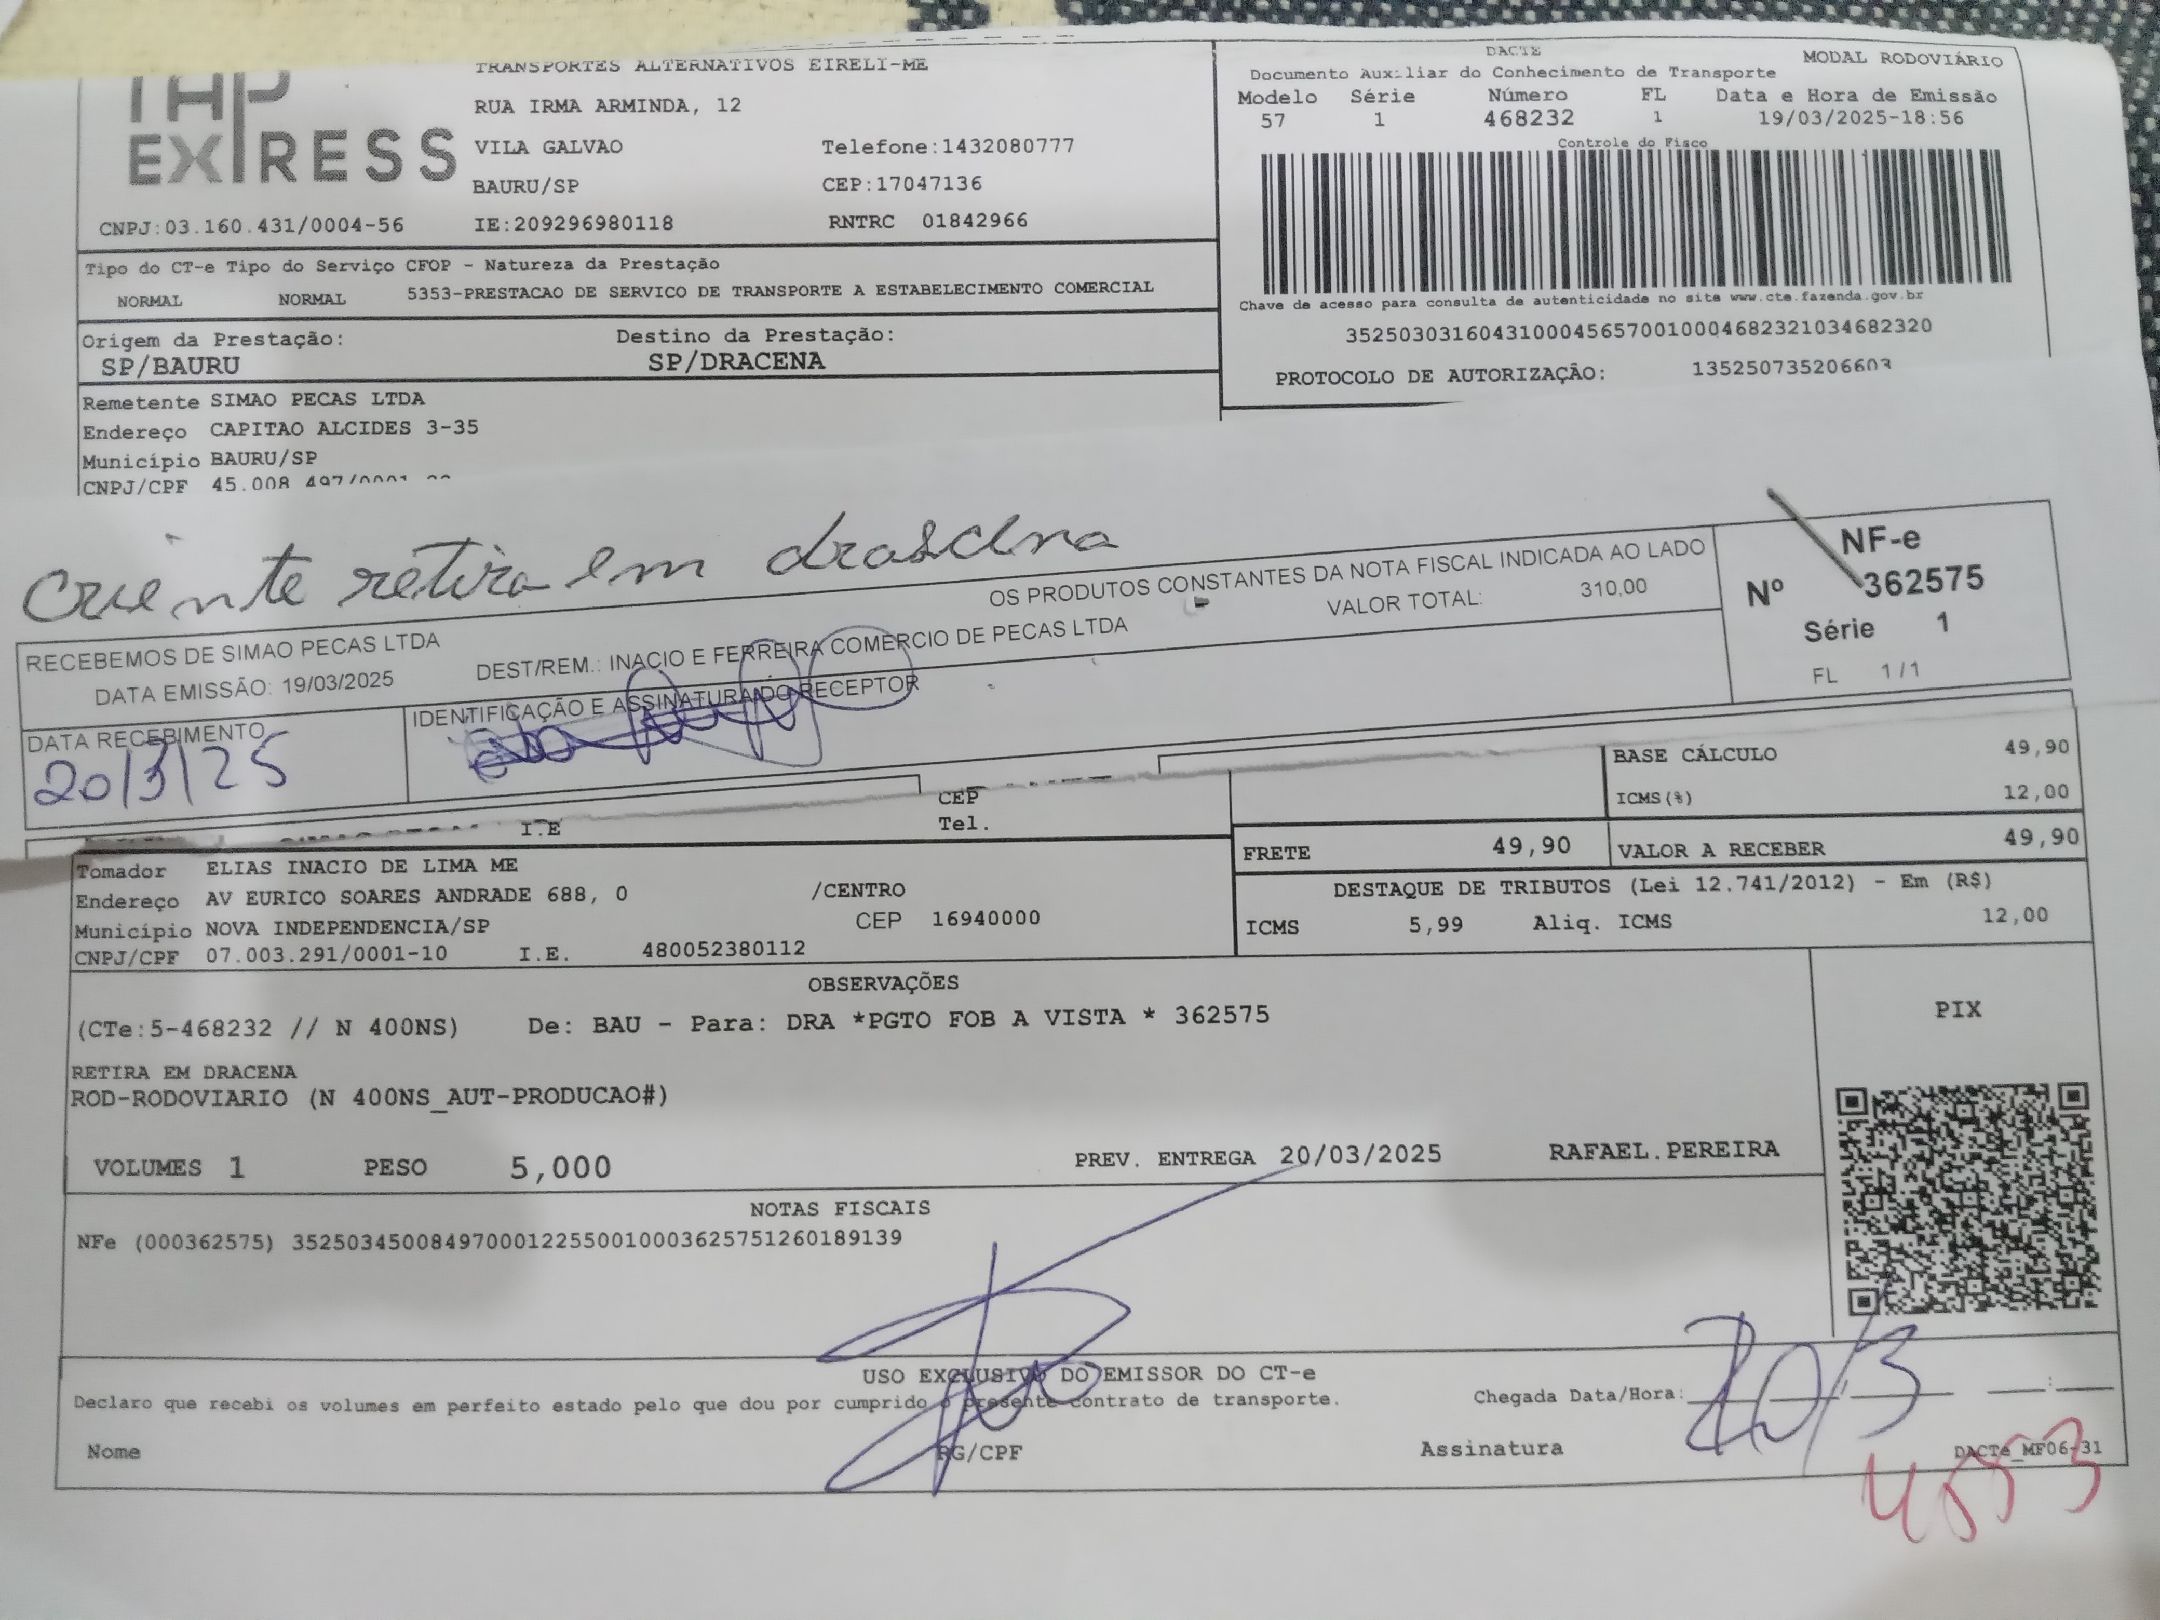 TAP EXPRESS
TRANSPORTES ALTERNATIVOS EIRELI-ME
RUA IRMA ARMINDA, 12
VILA GALVAO Telefone:1432080777
BAURU/SP CEP:17047136
CNPJ:03.160.431/0004-56 IE:209296980118 RNTRC 01842966
DACTE MODAL RODOVIÁRIO
Documento Auxiliar do Conhecimento de Transporte
Modelo Série Número FL Data e Hora de Emissão
57 1 468232 1 19/03/2025-18:56
Controle do Fisco
Chave de acesso para consulta de autenticidade no site www.cte.fazenda.gov.br
35250303160431000456570010004682321034682320
PROTOCOLO DE AUTORIZAÇÃO: 135250735206603
Tipo do CT-e Tipo do Serviço CFOP - Natureza da Prestação
NORMAL NORMAL 5353-PRESTACAO DE SERVICO DE TRANSPORTE A ESTABELECIMENTO COMERCIAL
Origem da Prestação: Destino da Prestação:
SP/BAURU SP/DRACENA
Remetente SIMAO PECAS LTDA
Endereço CAPITAO ALCIDES 3-35
Município BAURU/SP
CNPJ/CPF 45.008.497/0001
cliente retira em drascena
RECEBEMOS DE SIMAO PECAS LTDA OS PRODUTOS CONSTANTES DA NOTA FISCAL INDICADA AO LADO
DATA EMISSÃO: 19/03/2025 DEST/REM.: INACIO E FERREIRA COMERCIO DE PECAS LTDA VALOR TOTAL: 310,00
DATA RECEBIMENTO IDENTIFICAÇÃO E ASSINATURA DO RECEPTOR
20/3/25
NF-e
Nº 362575
Série 1
FL 1/1
BASE CÁLCULO 49,90
ICMS(%) 12,00
I.E CEP
Tel.
FRETE 49,90 VALOR A RECEBER 49,90
DESTAQUE DE TRIBUTOS (Lei 12.741/2012) - Em (R$)
ICMS 5,99 Aliq. ICMS 12,00
Tomador ELIAS INACIO DE LIMA ME
Endereço AV EURICO SOARES ANDRADE 688, 0 /CENTRO
Município NOVA INDEPENDENCIA/SP CEP 16940000
CNPJ/CPF 07.003.291/0001-10 I.E. 480052380112
OBSERVAÇÕES
(CTe:5-468232 // N 400NS) De: BAU - Para: DRA *PGTO FOB A VISTA * 362575
RETIRA EM DRACENA
ROD-RODOVIARIO (N 400NS_AUT-PRODUCAO#)
PIX
VOLUMES 1 PESO 5,000 PREV. ENTREGA 20/03/2025 RAFAEL.PEREIRA
NOTAS FISCAIS
NFe (000362575) 35250345008497000122550010003625751260189139
USO EXCLUSIVO DO EMISSOR DO CT-e
Declaro que recebi os volumes em perfeito estado pelo que dou por cumprido o presente contrato de transporte. Chegada Data/Hora: 20/3
Nome RG/CPF Assinatura DACTe_MF06-31